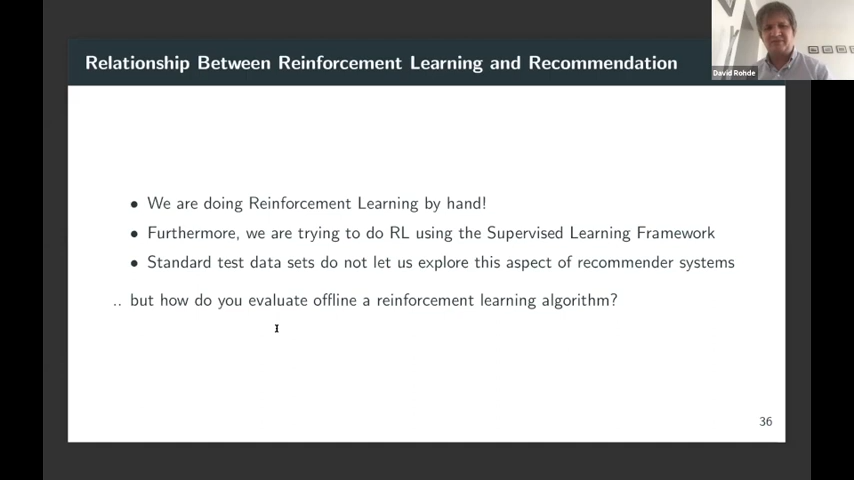 Relationship Between Reinforcement Learning and Recommendation
David Rohde
• We are doing Reinforcement Learning by hand!
• Furthermore, we are trying to do RL using the Supervised Learning Framework
• Standard test data sets do not let us explore this aspect of recommender systems
.. but how do you evaluate offline a reinforcement learning algorithm?
36